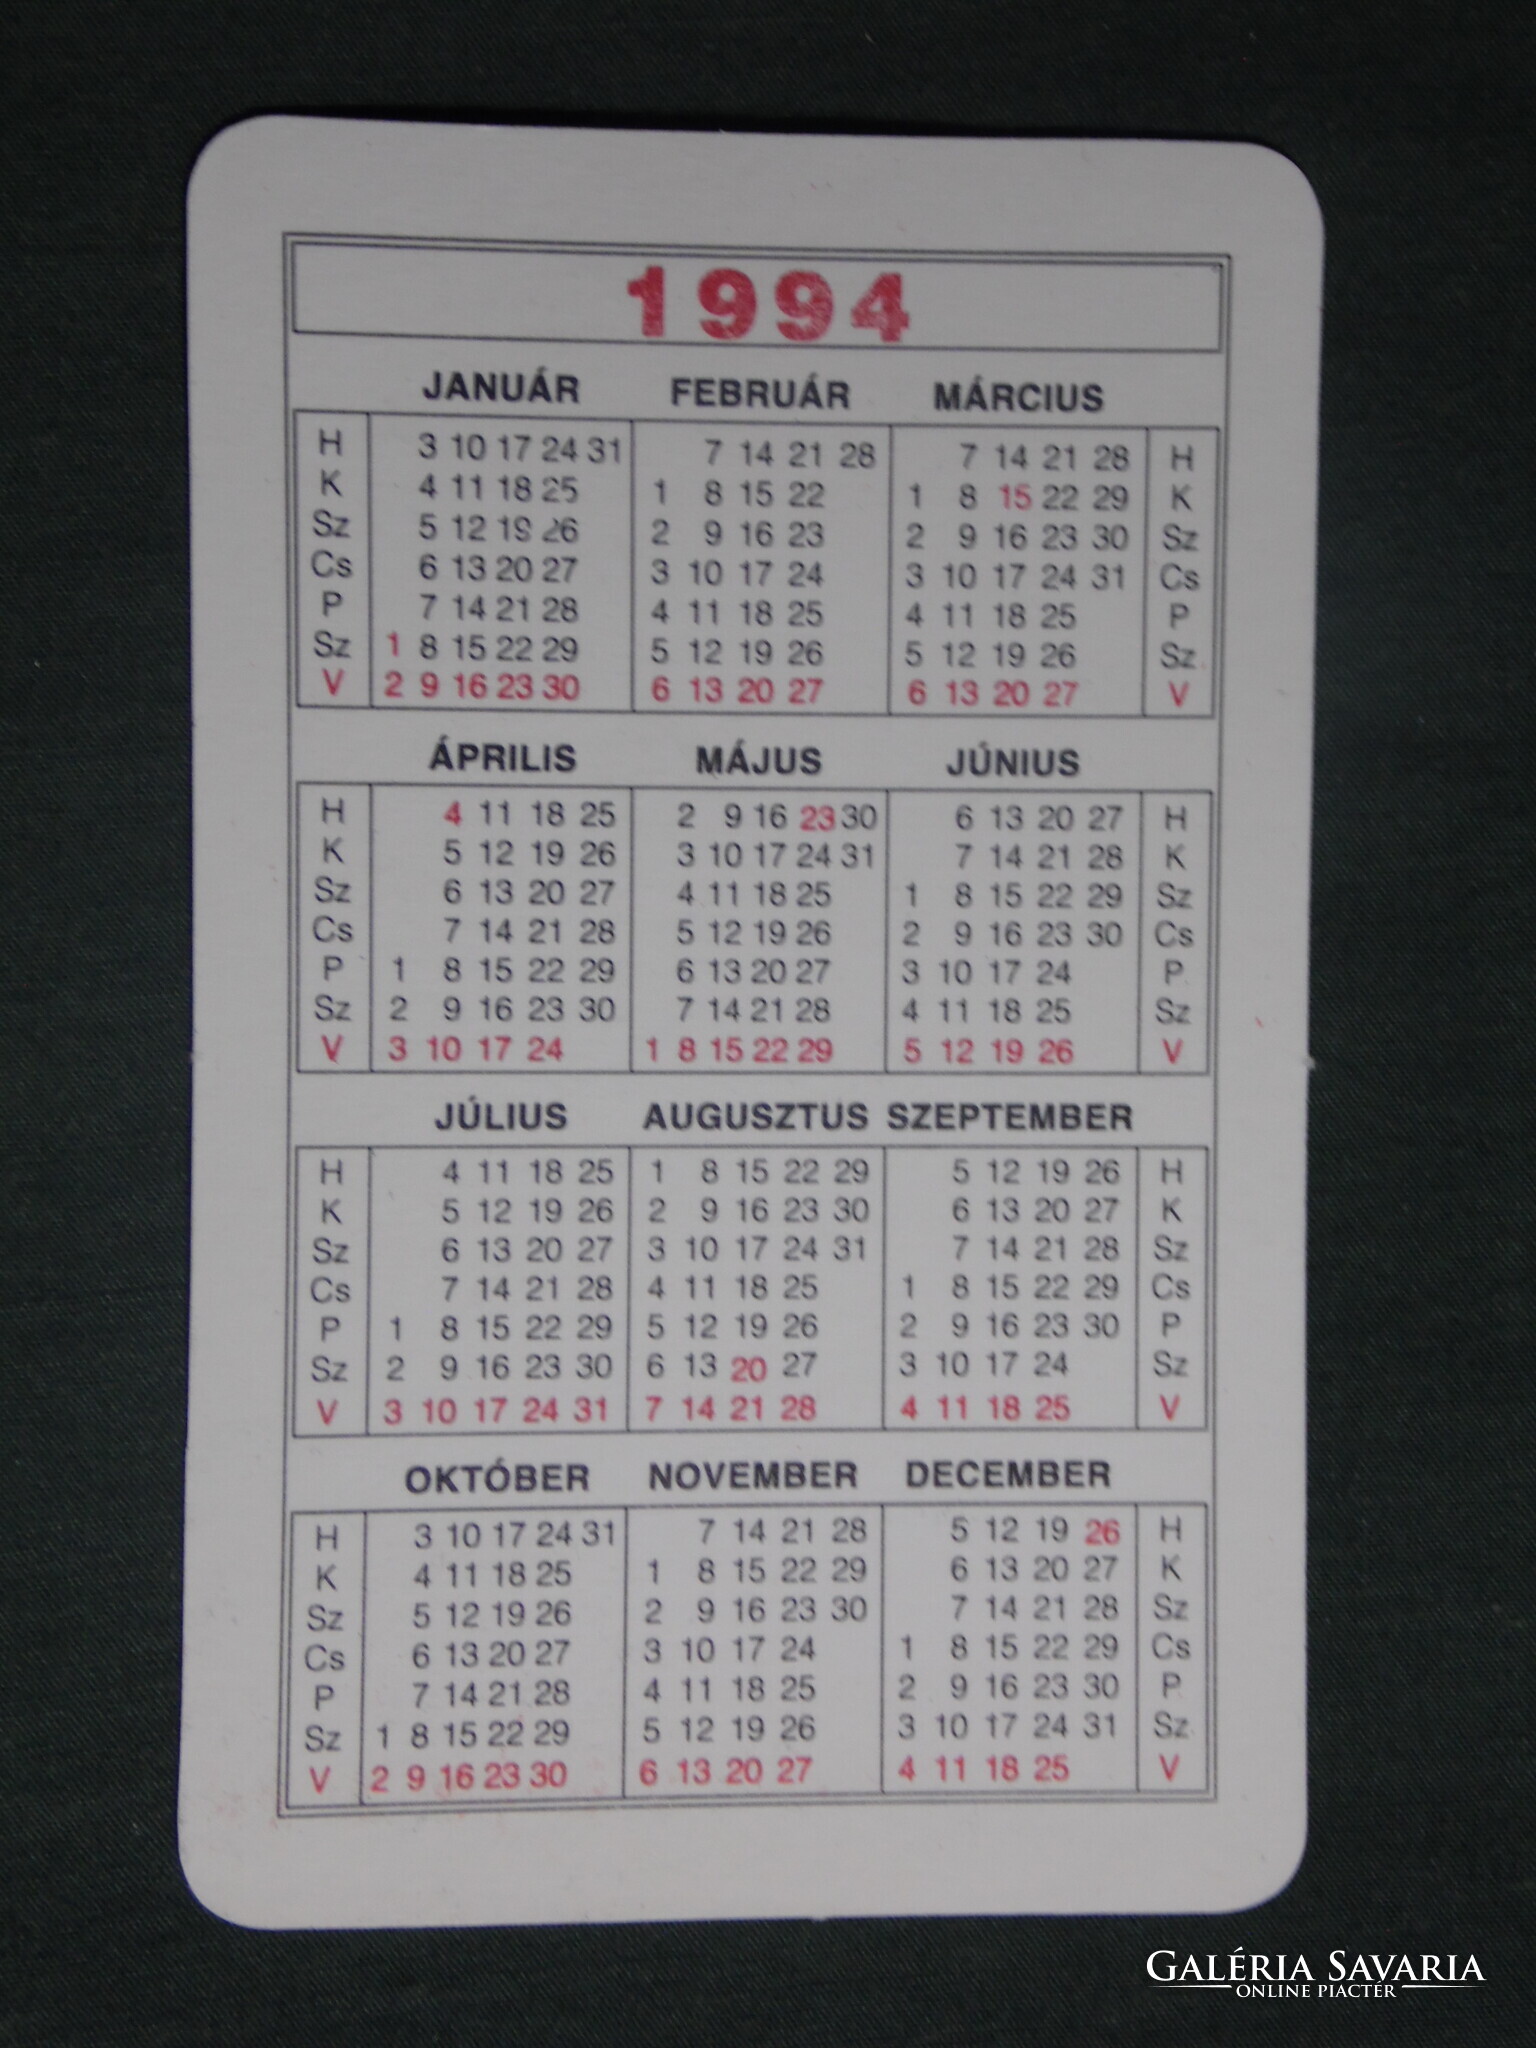 1994
JANUÁR FEBRUÁR MÁRCIUS
H 3 10 17 24 31 7 14 21 28 7 14 21 28 H
K 4 11 18 25 1 8 15 22 1 8 15 22 29 K
Sz 5 12 19 26 2 9 16 23 2 9 16 23 30 Sz
Cs 6 13 20 27 3 10 17 24 3 10 17 24 31 Cs
P 7 14 21 28 4 11 18 25 4 11 18 25 P
Sz 1 8 15 22 29 5 12 19 26 5 12 19 26 Sz
V 2 9 16 23 30 6 13 20 27 6 13 20 27 V
ÁPRILIS MÁJUS JÚNIUS
H 4 11 18 25 2 9 16 23 30 6 13 20 27 H
K 5 12 19 26 3 10 17 24 31 7 14 21 28 K
Sz 6 13 20 27 4 11 18 25 1 8 15 22 29 Sz
Cs 7 14 21 28 5 12 19 26 2 9 16 23 30 Cs
P 1 8 15 22 29 6 13 20 27 3 10 17 24 P
Sz 2 9 16 23 30 7 14 21 28 4 11 18 25 Sz
V 3 10 17 24 1 8 15 22 29 5 12 19 26 V
JÚLIUS AUGUSZTUS SZEPTEMBER
H 4 11 18 25 1 8 15 22 29 5 12 19 26 H
K 5 12 19 26 2 9 16 23 30 6 13 20 27 K
Sz 6 13 20 27 3 10 17 24 31 7 14 21 28 Sz
Cs 7 14 21 28 4 11 18 25 1 8 15 22 29 Cs
P 1 8 15 22 29 5 12 19 26 2 9 16 23 30 P
Sz 2 9 16 23 30 6 13 20 27 3 10 17 24 Sz
V 3 10 17 24 31 7 14 21 28 4 11 18 25 V
OKTÓBER NOVEMBER DECEMBER
H 3 10 17 24 31 7 14 21 28 5 12 19 26 H
K 4 11 18 25 1 8 15 22 29 6 13 20 27 K
Sz 5 12 19 26 2 9 16 23 30 7 14 21 28 Sz
Cs 6 13 20 27 3 10 17 24 1 8 15 22 29 Cs
P 7 14 21 28 4 11 18 25 2 9 16 23 30 P
Sz 1 8 15 22 29 5 12 19 26 3 10 17 24 31 Sz
V 2 9 16 23 30 6 13 20 27 4 11 18 25 V
GALÉRIA SAVARIA
ONLINE PIACTÉR